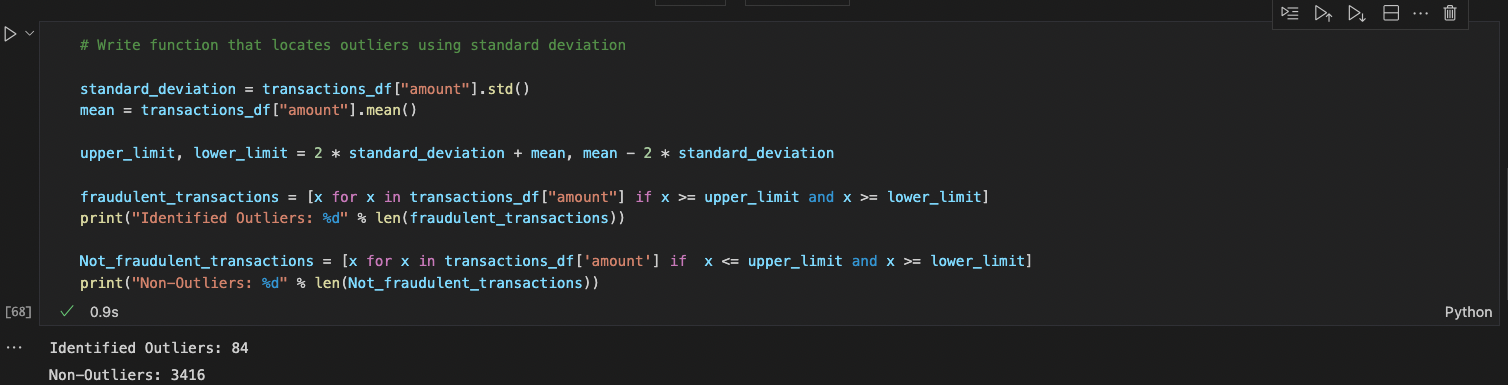 # Write function that locates outliers using standard deviation
standard_deviation = transactions_df["amount"].std()
mean = transactions_df["amount"].mean()
upper_limit, lower_limit = 2 * standard_deviation + mean, mean - 2 * standard_deviation
fraudulent_transactions = [x for x in transactions_df["amount"] if x >= upper_limit and x >= lower_limit]
print("Identified Outliers: %d" % len(fraudulent_transactions))
Not_fraudulent_transactions = [x for x in transactions_df['amount'] if  x <= upper_limit and x >= lower_limit]
print("Non-Outliers: %d" % len(Not_fraudulent_transactions))
[68] 0.9s Python
Identified Outliers: 84
Non-Outliers: 3416